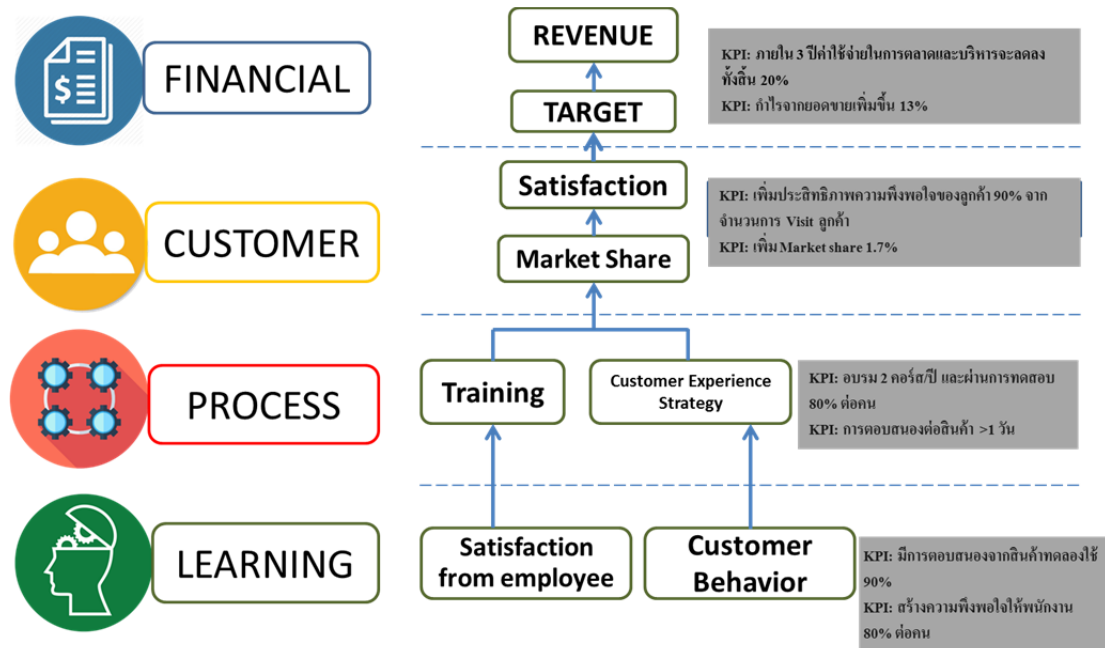 FINANCIAL
REVENUE
TARGET
KPI: ภายใน 3 ปีค่าใช้จ่ายในการตลาดและบริหารจะลดลง
ทั้งสิ้น 20%
KPI: กำไรจากยอดขายเพิ่มขึ้น 13%
CUSTOMER
Satisfaction
Market Share
KPI: เพิ่มประสิทธิภาพความพึงพอใจของลูกค้า 90% จาก
จำนวนการ Visit ลูกค้า
KPI: เพิ่ม Market share 1.7%
PROCESS
Training
Customer Experience
Strategy
KPI: อบรม 2 คอร์ส/ปี และผ่านการทดสอบ
80% ต่อคน
KPI: การตอบสนองต่อสินค้า >1 วัน
LEARNING
Satisfaction
from employee
Customer
Behavior
KPI: มีการตอบสนองจากสินค้าทดลองใช้
90%
KPI: สร้างความพึงพอใจให้พนักงาน
80% ต่อคน